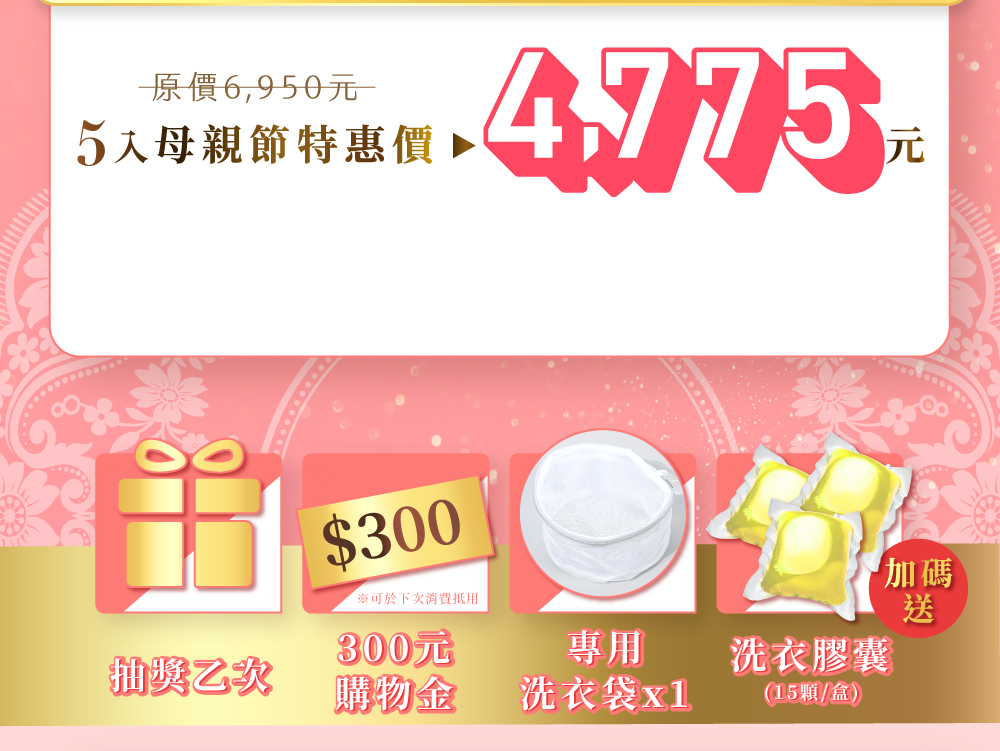 原價6,950元
5入母親節特惠價▶4,775元
$300
※可於下次消費抵用
加碼
送
抽獎乙次
300元
購物金
專用
洗衣袋x1
洗衣膠囊
(15顆/盒)